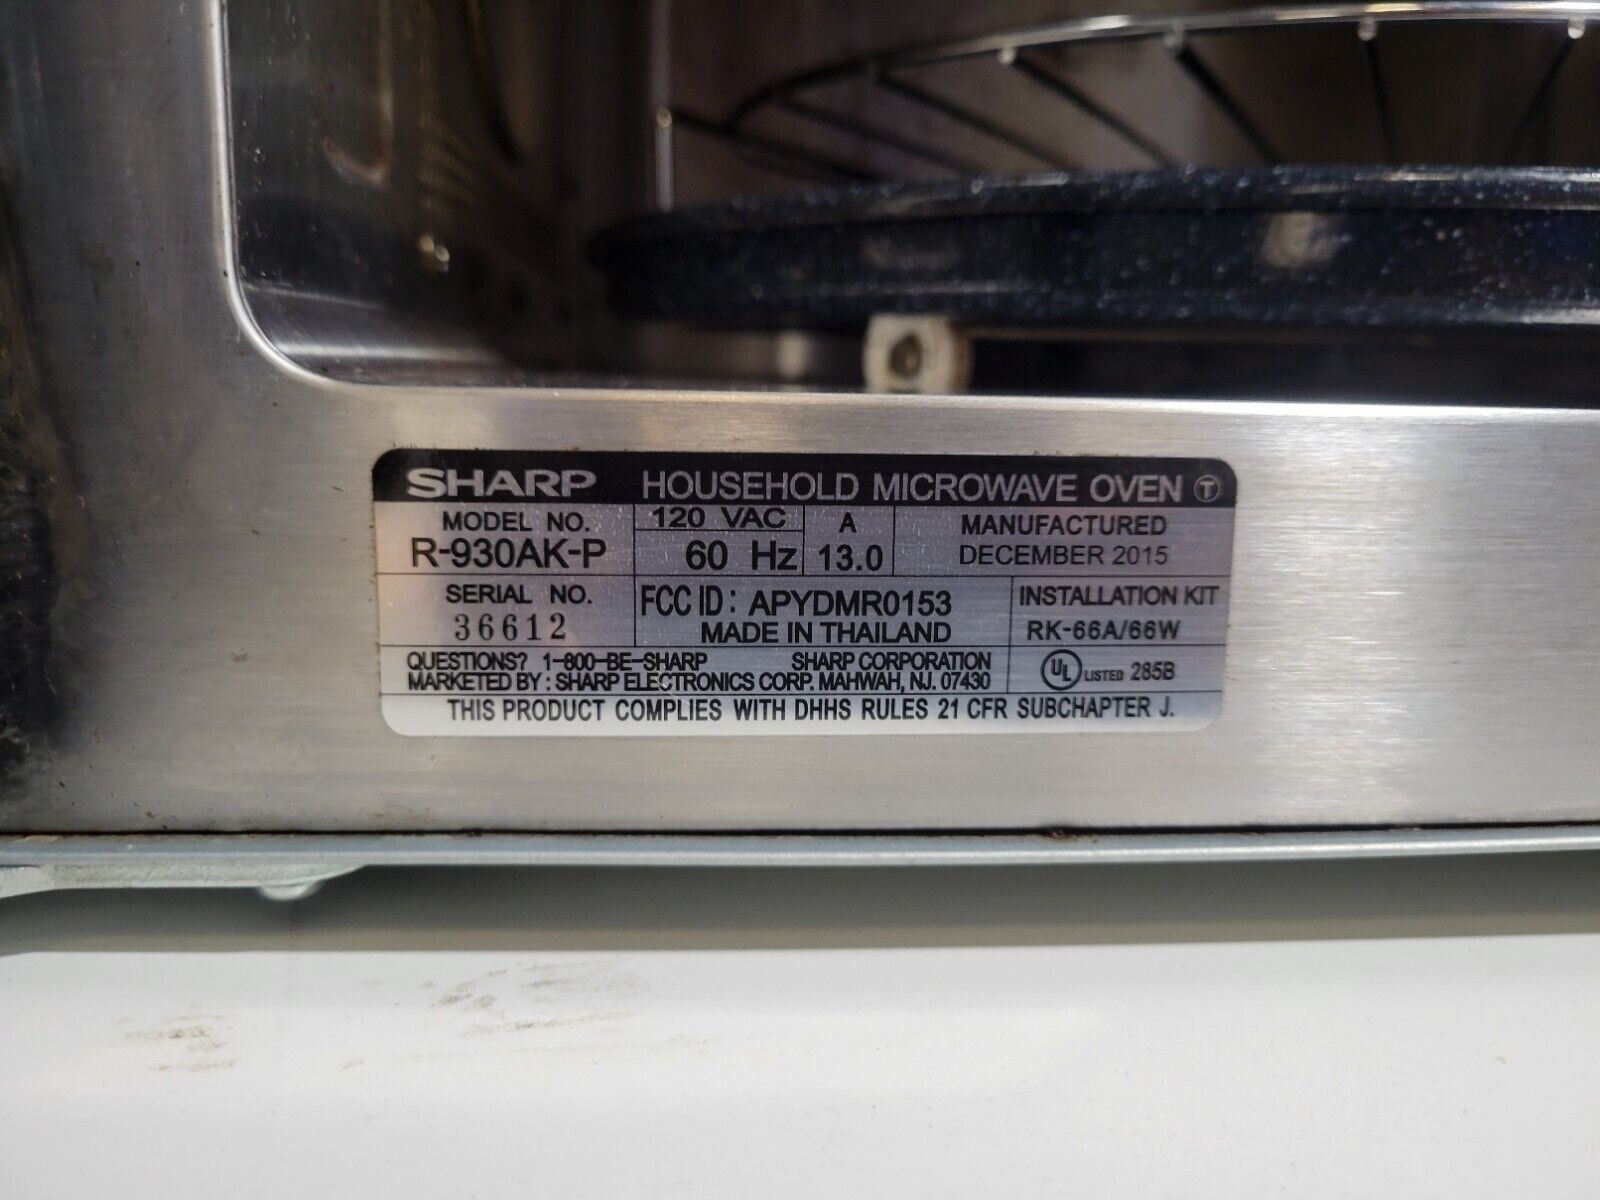 SHARP HOUSEHOLD MICROWAVE OVEN T
MODEL NO.
R-930AK-P
120 VAC
60 Hz
A
13.0
MANUFACTURED
DECEMBER 2015
SERIAL NO.
36612
FCC ID: APYDMR0153
MADE IN THAILAND
INSTALLATION KIT
RK-66A/66W
QUESTIONS? 1-800-BE-SHARP SHARP CORPORATION
MARKETED BY: SHARP ELECTRONICS CORP. MAHWAH, NJ. 07430
UL LISTED 285B
THIS PRODUCT COMPLIES WITH DHHS RULES 21 CFR SUBCHAPTER J.